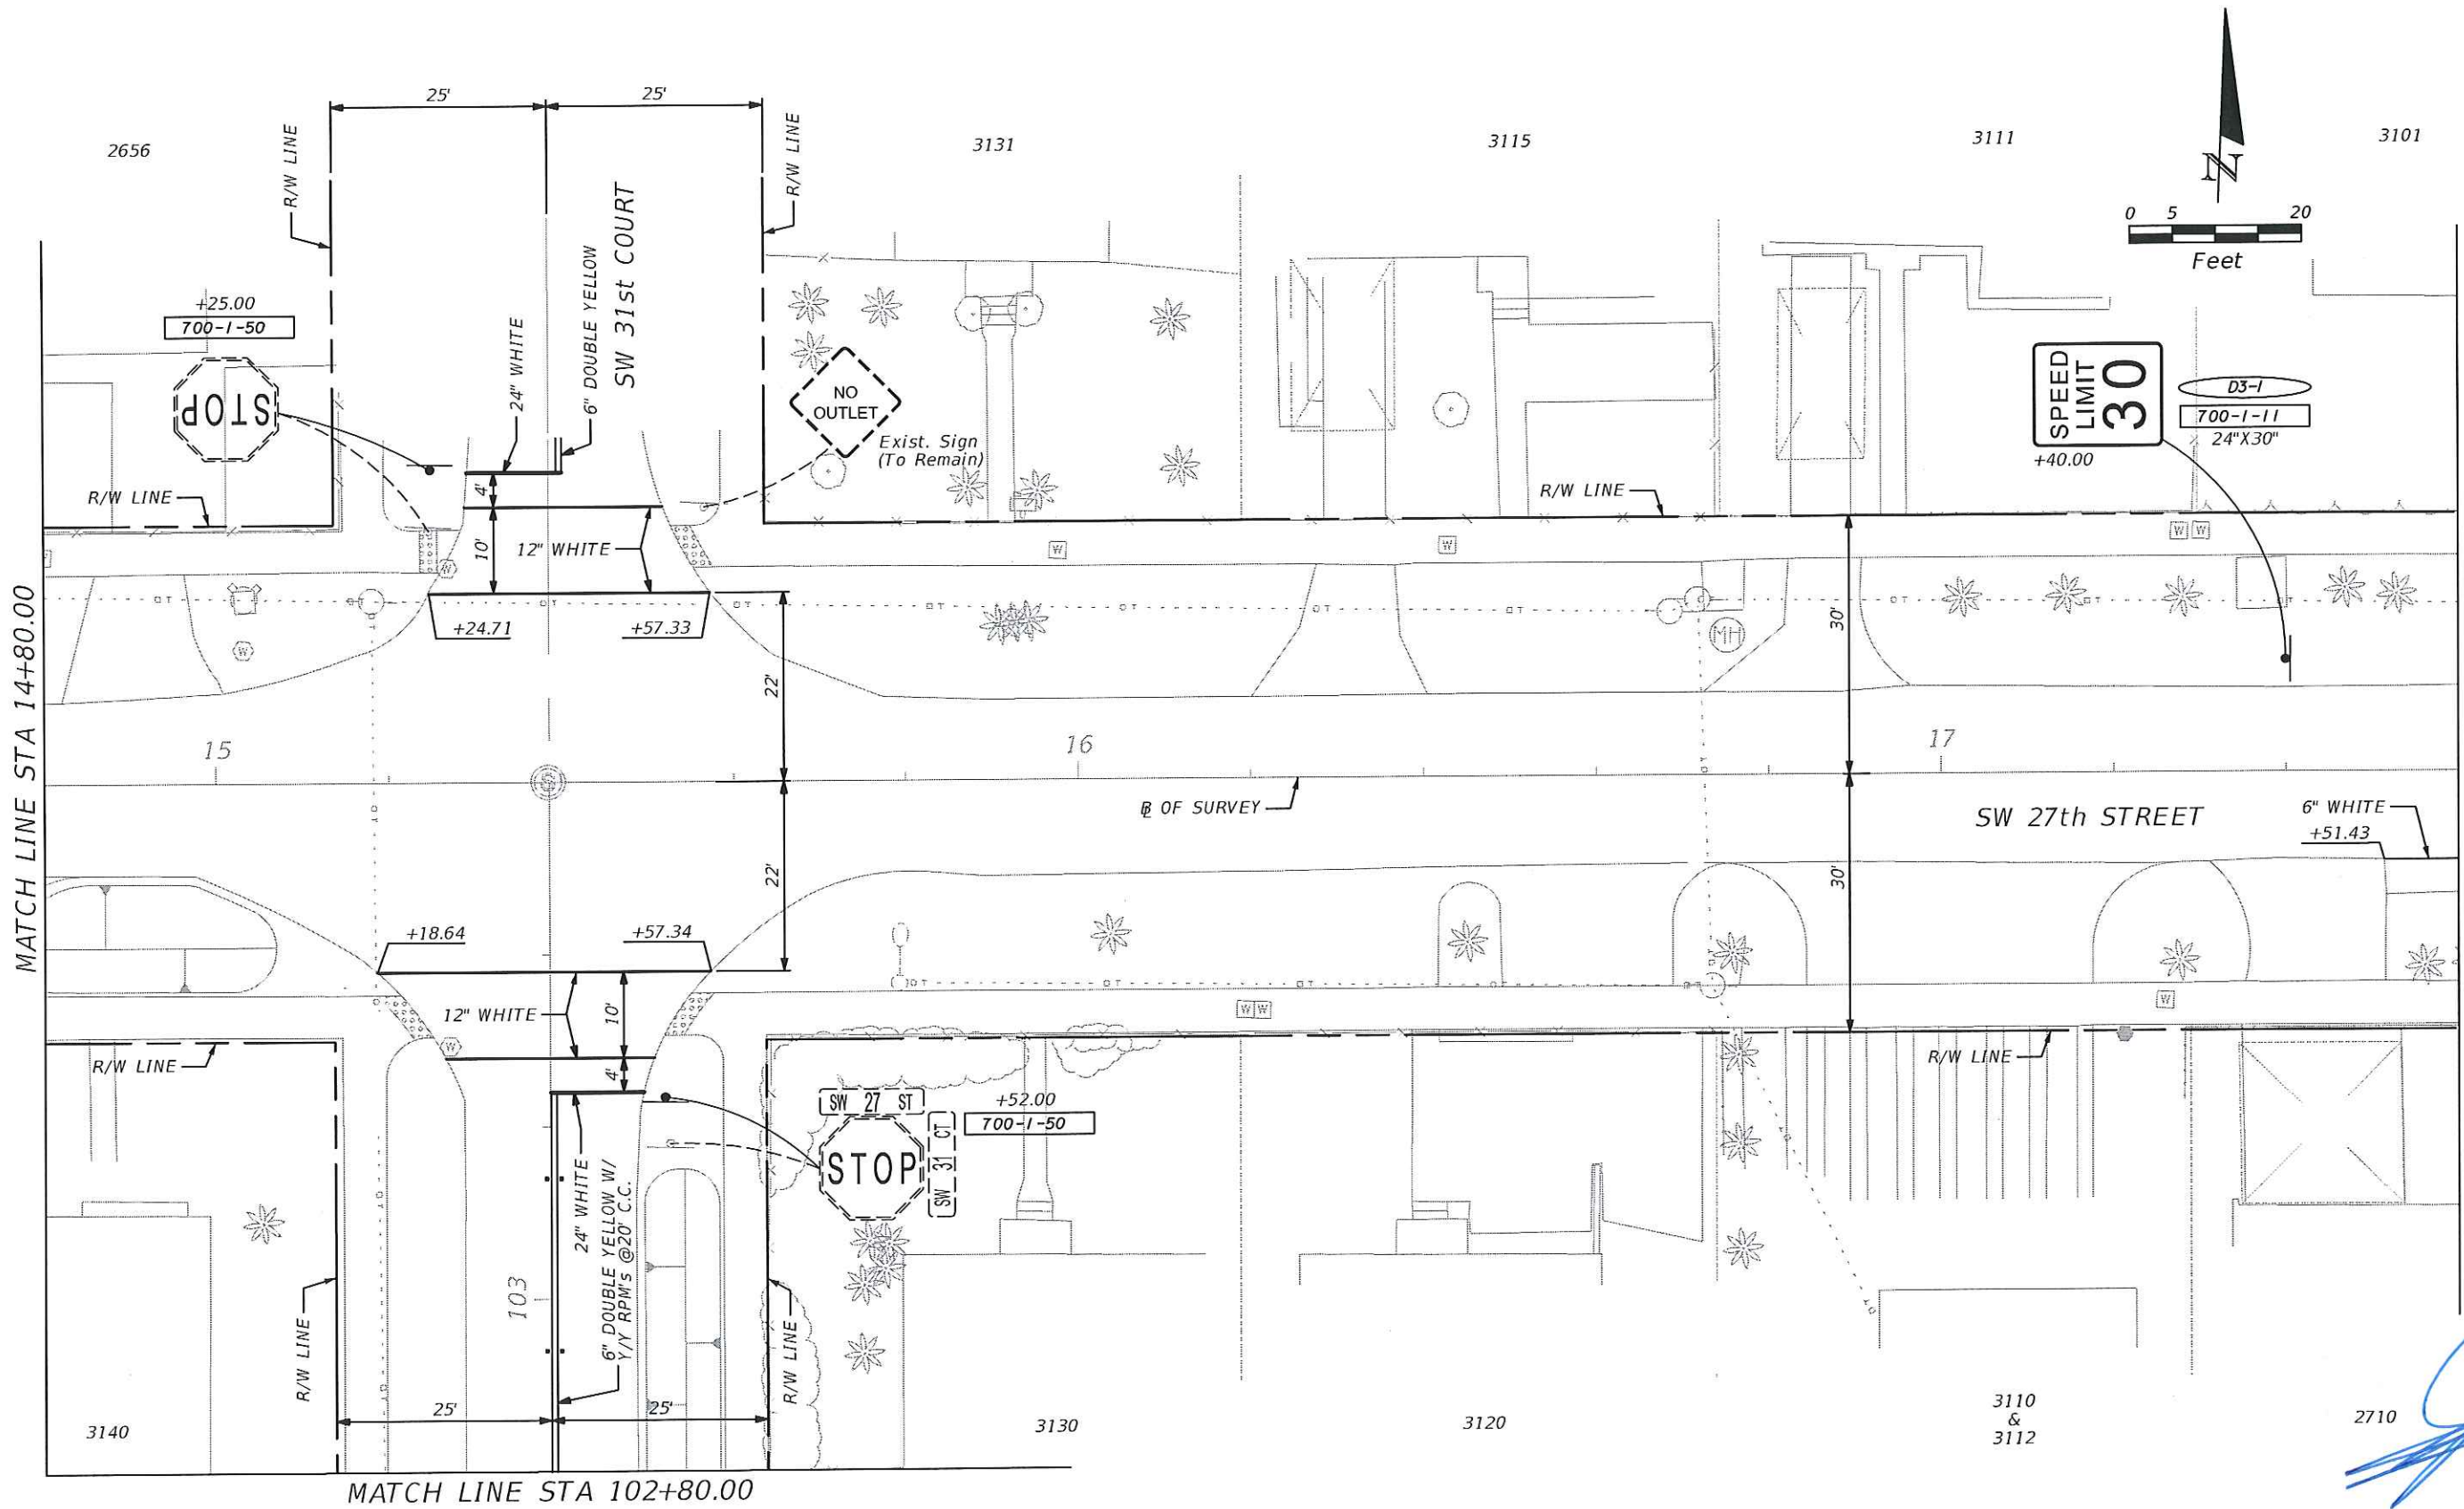 25'
25'
2656
3131
3115
3111
3101
R/W LINE
R/W LINE
SW 31st COURT
N
0 5 20
Feet
+25.00
700-1-50
STOP
24" WHITE
6" DOUBLE YELLOW
NO
OUTLET
Exist. Sign
(To Remain)
SPEED
LIMIT
30
D3-1
700-1-11
24"X30"
+40.00
R/W LINE
R/W LINE
4'
10'
12" WHITE
W
W
W
W
W
W
+24.71
+57.33
MH
22'
30'
MATCH LINE STA 14+80.00
15
16
17
S
℄ OF SURVEY
SW 27th STREET
6" WHITE
+51.43
22'
30'
+18.64
+57.34
12" WHITE
10'
4'
W
W W
W
R/W LINE
R/W LINE
SW 27 ST
SW 31 CT
STOP
+52.00
700-1-50
24" WHITE
6" DOUBLE YELLOW W/
Y/Y RPM's @20' C.C.
103
R/W LINE
R/W LINE
25'
25'
3140
3130
3120
3110
&
3112
2710
MATCH LINE STA 102+80.00